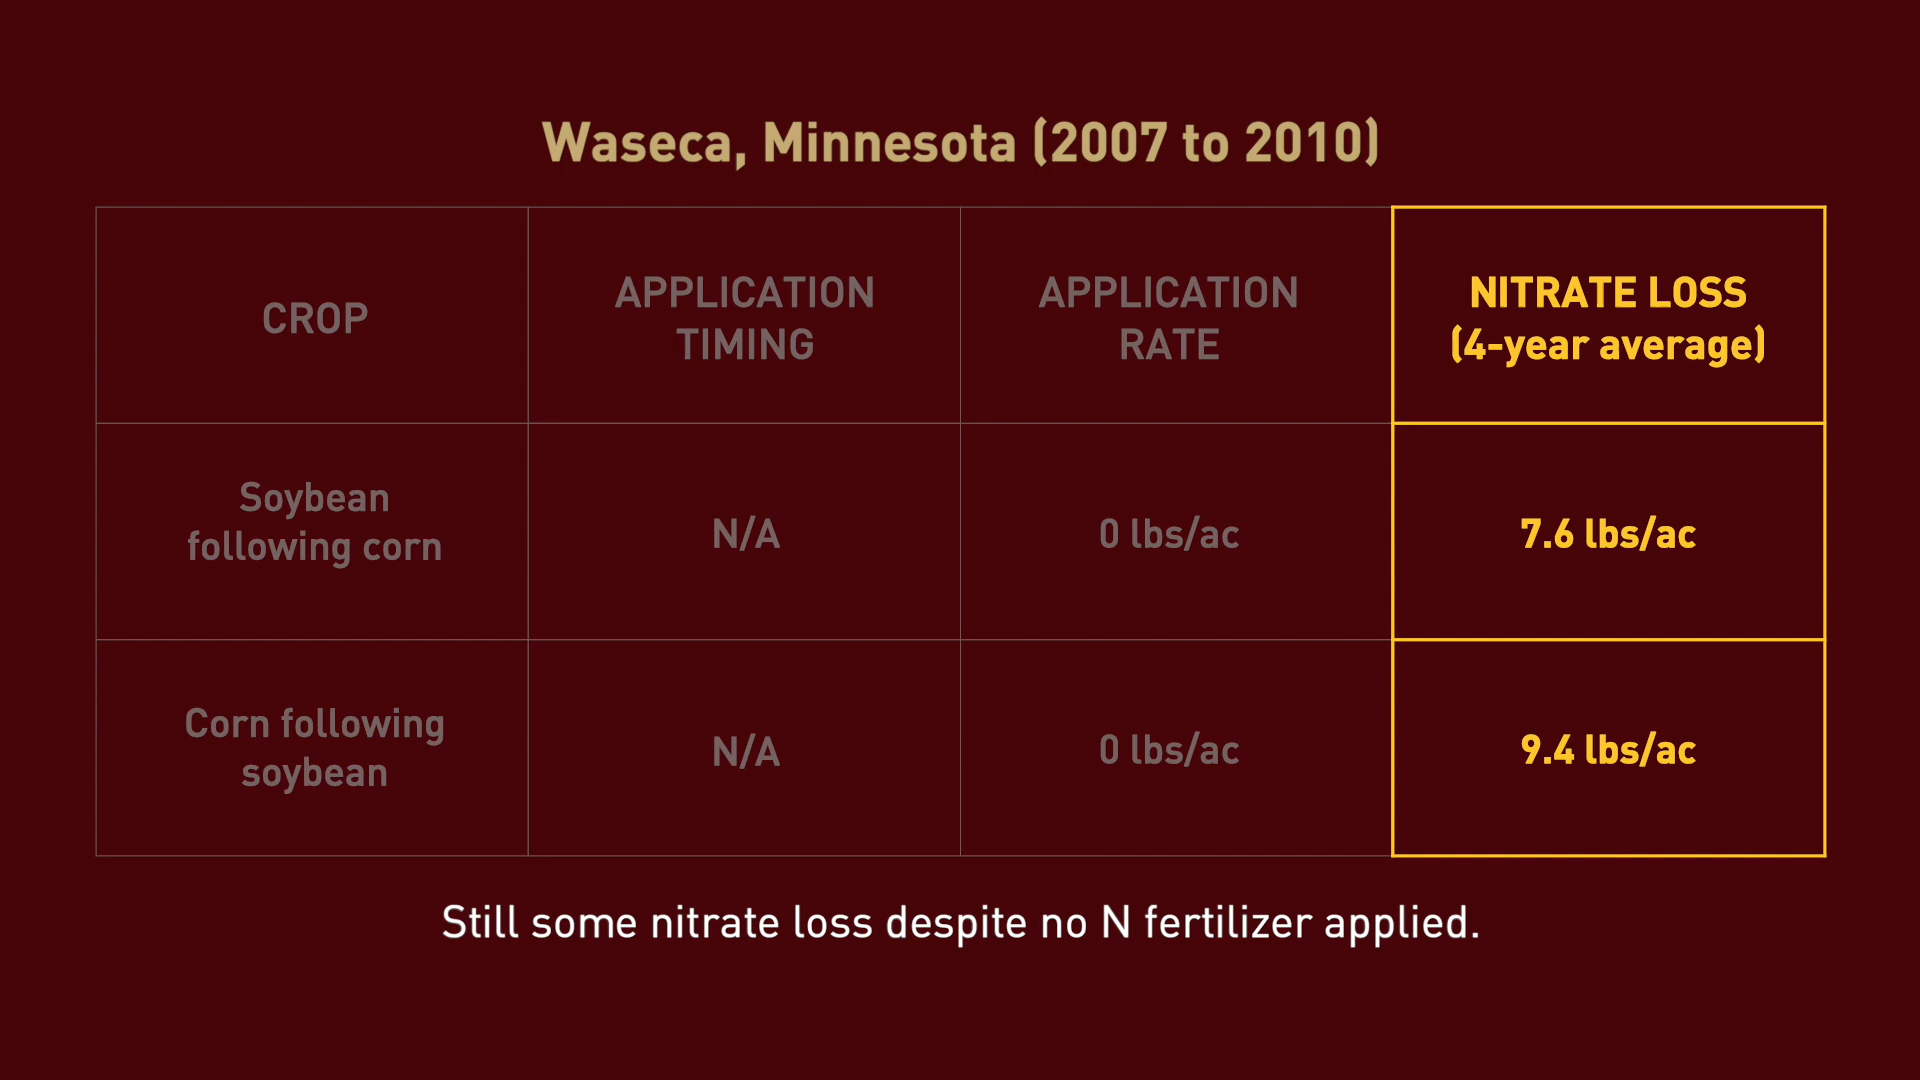 Waseca, Minnesota (2007 to 2010)
CROP
APPLICATION
TIMING
APPLICATION
RATE
NITRATE LOSS
(4-year average)
Soybean
following corn
N/A
0 lbs/ac
7.6 lbs/ac
Corn following
soybean
N/A
0 lbs/ac
9.4 lbs/ac
Still some nitrate loss despite no N fertilizer applied.